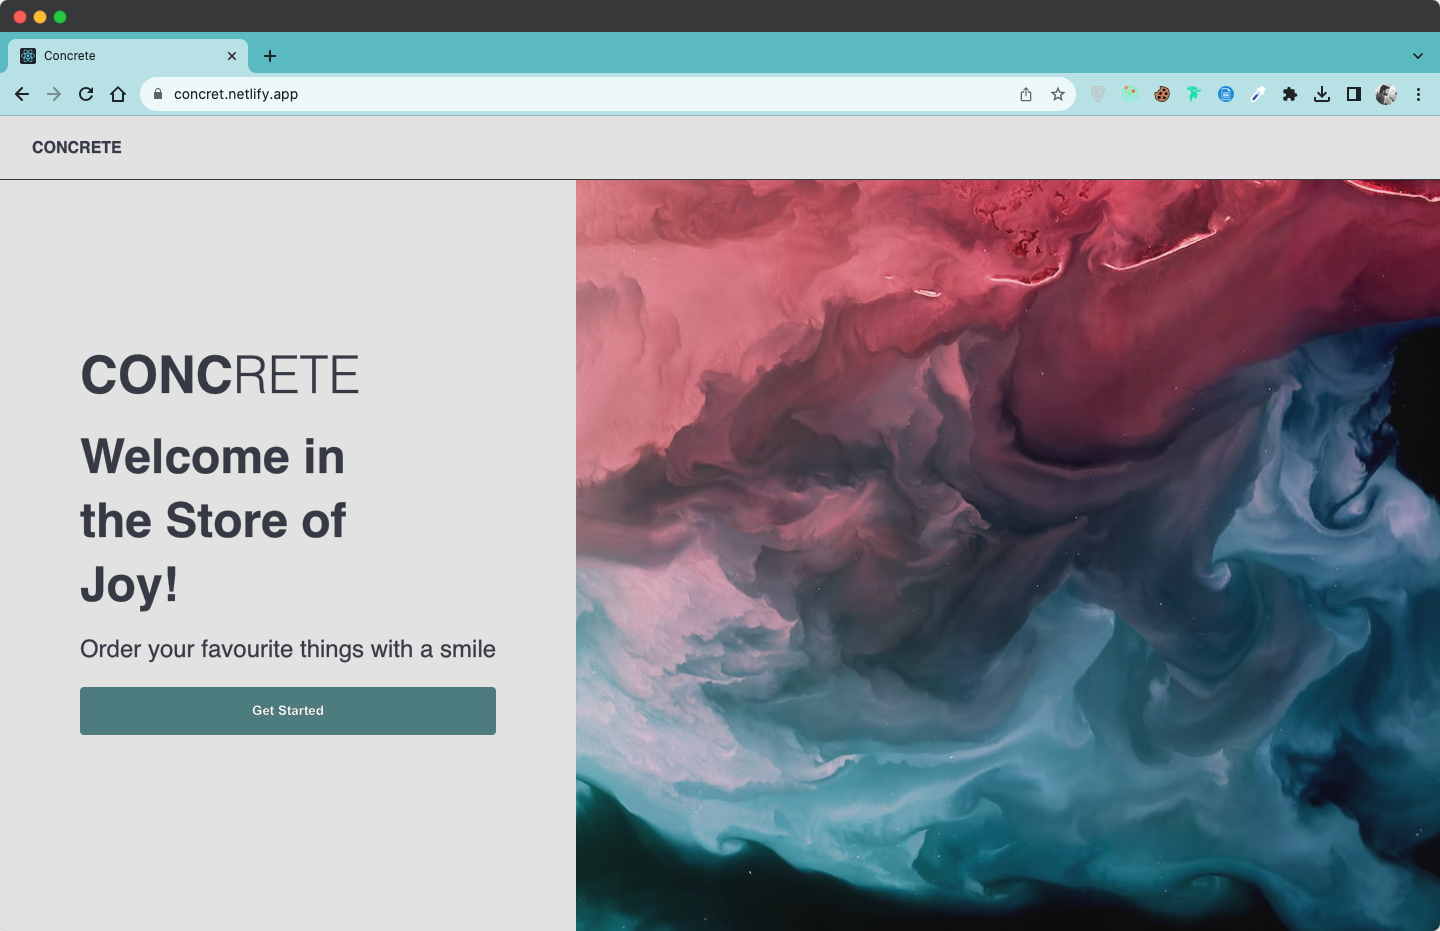 Concrete
concret.netlify.app
CONCRETE
CONCRETE
Welcome in
the Store of
Joy!
Order your favourite things with a smile
Get Started